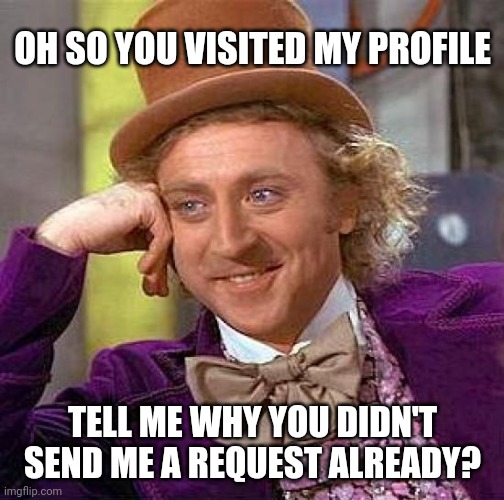 OH SO YOU VISITED MY PROFILE
TELL ME WHY YOU DIDN'T
SEND ME A REQUEST ALREADY?
imgflip.com